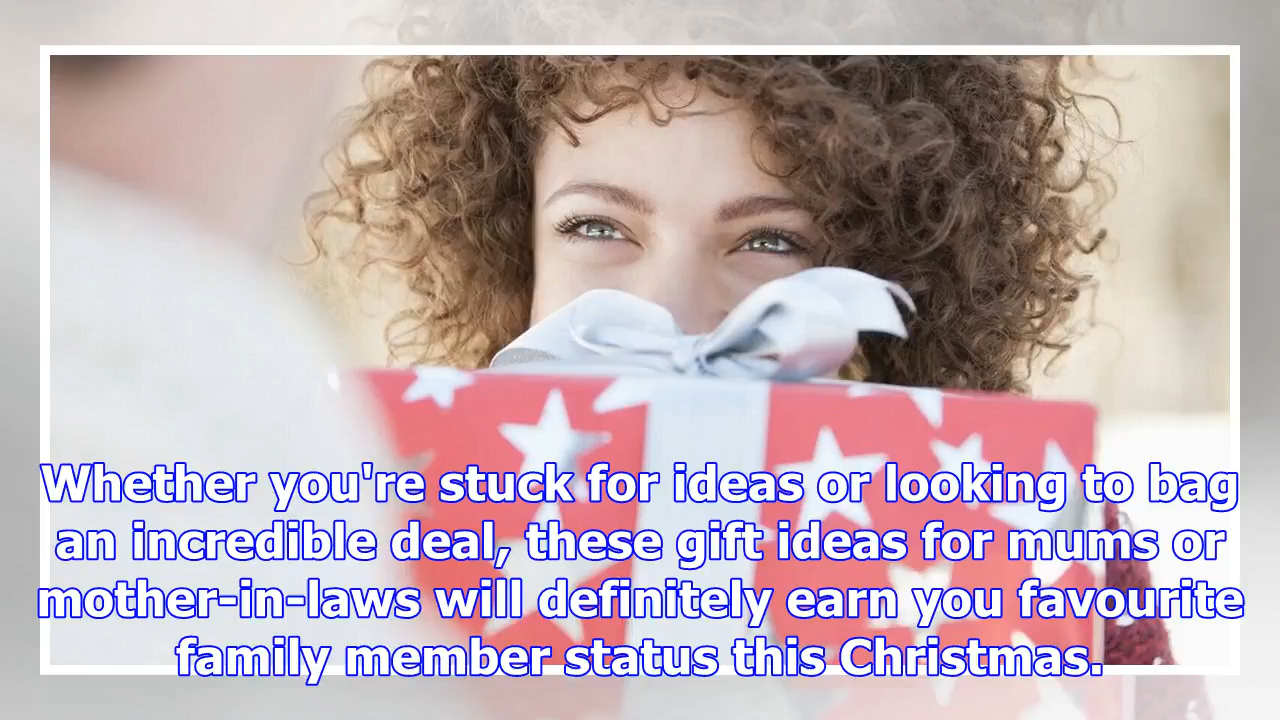 Whether you're stuck for ideas or looking to bag
an incredible deal, these gift ideas for mums or
mother-in-laws will definitely earn you favourite
family member status this Christmas.